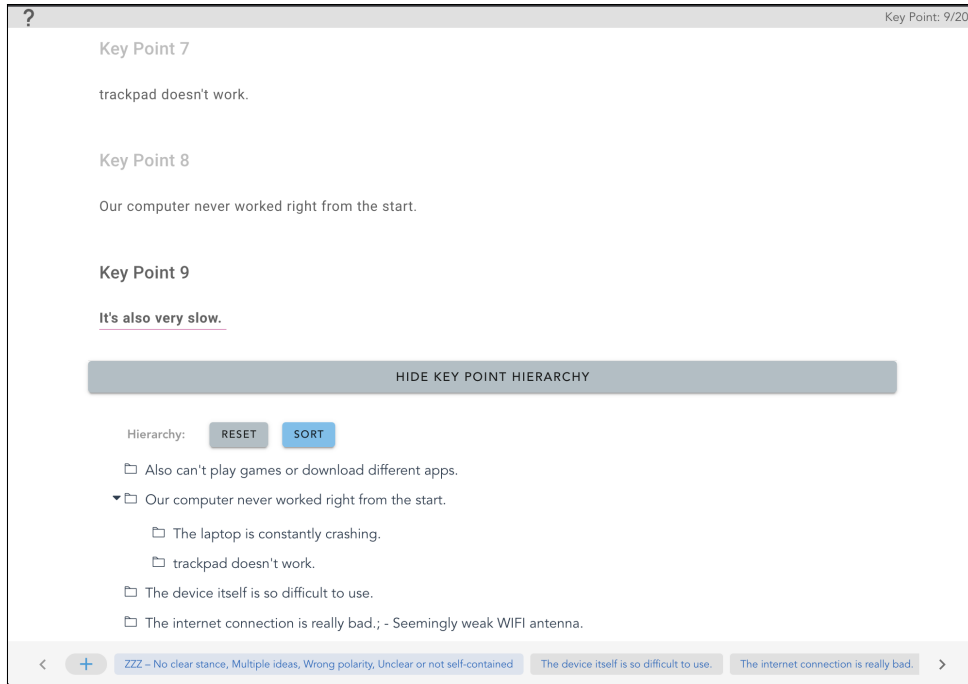 ?
Key Point: 9/20
Key Point 7
trackpad doesn't work.
Key Point 8
Our computer never worked right from the start.
Key Point 9
It's also very slow.
HIDE KEY POINT HIERARCHY
Hierarchy: RESET SORT
Also can't play games or download different apps.
Our computer never worked right from the start.
The laptop is constantly crashing.
trackpad doesn't work.
The device itself is so difficult to use.
The internet connection is really bad.; - Seemingly weak WIFI antenna.
< + ZZZ – No clear stance, Multiple ideas, Wrong polarity, Unclear or not self-contained The device itself is so difficult to use. The internet connection is really bad. >